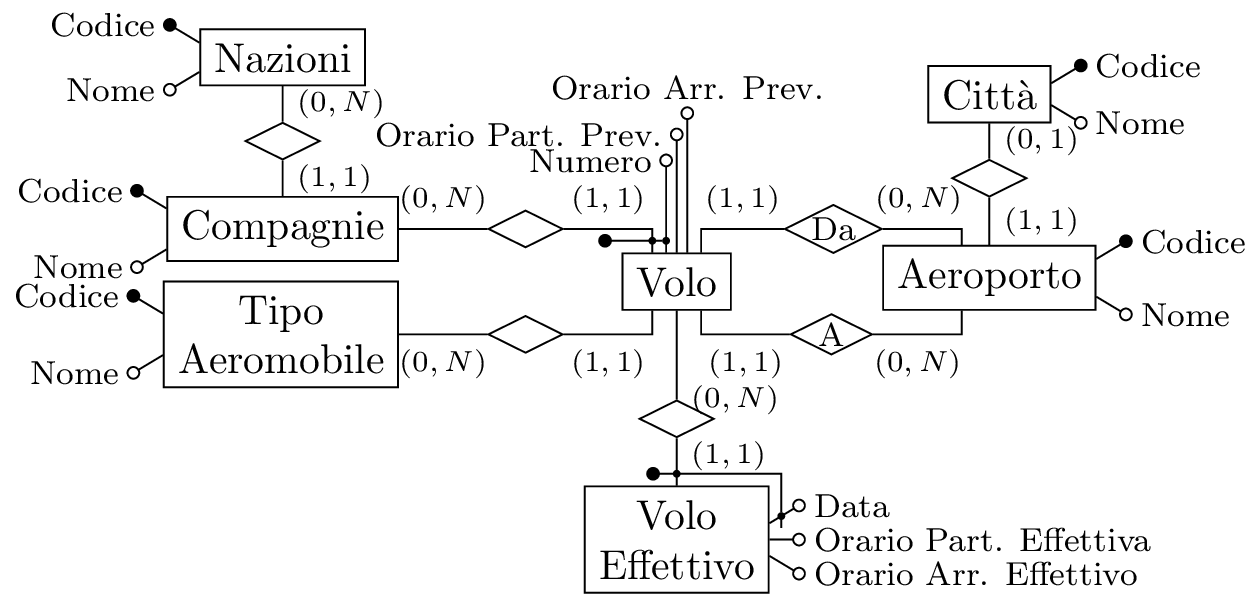 Codice
Nazioni
Nome
(0, N)
(1, 1)
Orario Arr. Prev.
Orario Part. Prev.
Numero
Città
Codice
Nome
(0, 1)
(1, 1)
Codice
Compagnie
Nome
(0, N)
(1, 1)
(1, 1)
Da
(0, N)
Volo
Aeroporto
Codice
Nome
Codice
Tipo
Aeromobile
Nome
(0, N)
(1, 1)
(1, 1)
A
(0, N)
(0, N)
(1, 1)
Volo
Effettivo
Data
Orario Part. Effettiva
Orario Arr. Effettivo